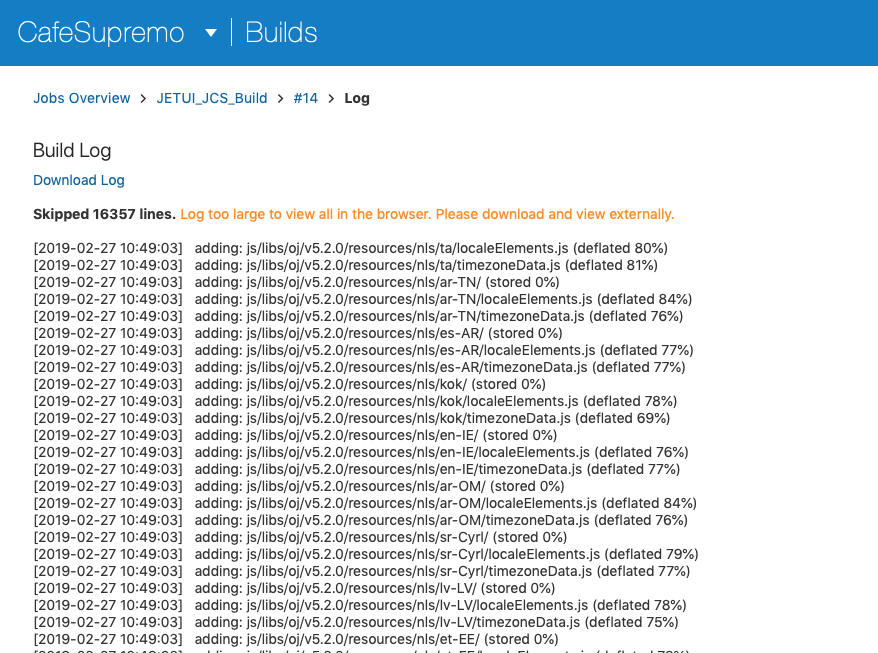 CafeSupremo Builds
Jobs Overview > JETUI_JCS_Build > #14 > Log
Build Log
Download Log
Skipped 16357 lines. Log too large to view all in the browser. Please download and view externally.
[2019-02-27 10:49:03] adding: js/libs/oj/v5.2.0/resources/nls/ta/localeElements.js (deflated 80%)
[2019-02-27 10:49:03] adding: js/libs/oj/v5.2.0/resources/nls/ta/timezoneData.js (deflated 81%)
[2019-02-27 10:49:03] adding: js/libs/oj/v5.2.0/resources/nls/ar-TN/ (stored 0%)
[2019-02-27 10:49:03] adding: js/libs/oj/v5.2.0/resources/nls/ar-TN/localeElements.js (deflated 84%)
[2019-02-27 10:49:03] adding: js/libs/oj/v5.2.0/resources/nls/ar-TN/timezoneData.js (deflated 76%)
[2019-02-27 10:49:03] adding: js/libs/oj/v5.2.0/resources/nls/es-AR/ (stored 0%)
[2019-02-27 10:49:03] adding: js/libs/oj/v5.2.0/resources/nls/es-AR/localeElements.js (deflated 77%)
[2019-02-27 10:49:03] adding: js/libs/oj/v5.2.0/resources/nls/es-AR/timezoneData.js (deflated 77%)
[2019-02-27 10:49:03] adding: js/libs/oj/v5.2.0/resources/nls/kok/ (stored 0%)
[2019-02-27 10:49:03] adding: js/libs/oj/v5.2.0/resources/nls/kok/localeElements.js (deflated 78%)
[2019-02-27 10:49:03] adding: js/libs/oj/v5.2.0/resources/nls/kok/timezoneData.js (deflated 69%)
[2019-02-27 10:49:03] adding: js/libs/oj/v5.2.0/resources/nls/en-IE/ (stored 0%)
[2019-02-27 10:49:03] adding: js/libs/oj/v5.2.0/resources/nls/en-IE/localeElements.js (deflated 76%)
[2019-02-27 10:49:03] adding: js/libs/oj/v5.2.0/resources/nls/en-IE/timezoneData.js (deflated 77%)
[2019-02-27 10:49:03] adding: js/libs/oj/v5.2.0/resources/nls/ar-OM/ (stored 0%)
[2019-02-27 10:49:03] adding: js/libs/oj/v5.2.0/resources/nls/ar-OM/localeElements.js (deflated 84%)
[2019-02-27 10:49:03] adding: js/libs/oj/v5.2.0/resources/nls/ar-OM/timezoneData.js (deflated 76%)
[2019-02-27 10:49:03] adding: js/libs/oj/v5.2.0/resources/nls/sr-Cyrl/ (stored 0%)
[2019-02-27 10:49:03] adding: js/libs/oj/v5.2.0/resources/nls/sr-Cyrl/localeElements.js (deflated 79%)
[2019-02-27 10:49:03] adding: js/libs/oj/v5.2.0/resources/nls/sr-Cyrl/timezoneData.js (deflated 77%)
[2019-02-27 10:49:03] adding: js/libs/oj/v5.2.0/resources/nls/lv-LV/ (stored 0%)
[2019-02-27 10:49:03] adding: js/libs/oj/v5.2.0/resources/nls/lv-LV/localeElements.js (deflated 78%)
[2019-02-27 10:49:03] adding: js/libs/oj/v5.2.0/resources/nls/lv-LV/timezoneData.js (deflated 75%)
[2019-02-27 10:49:03] adding: js/libs/oj/v5.2.0/resources/nls/et-EE/ (stored 0%)